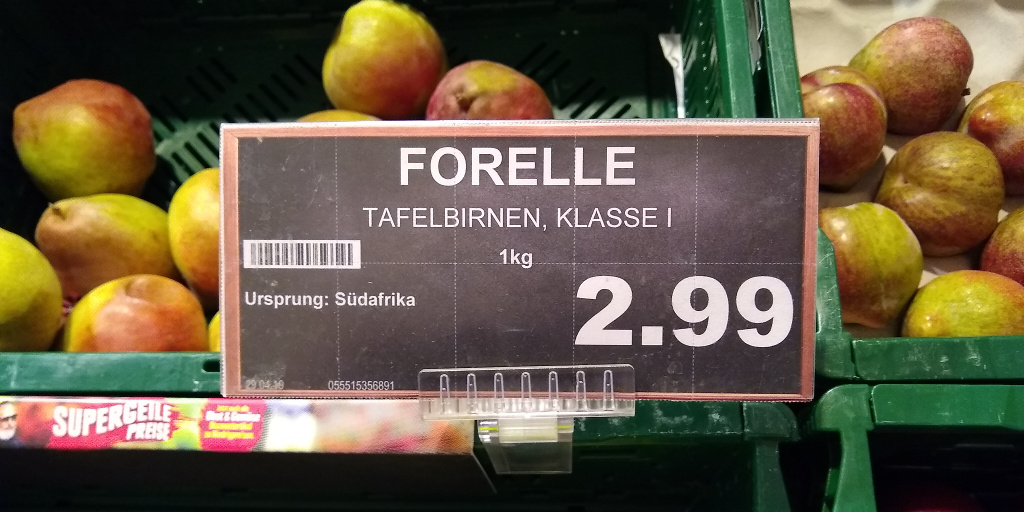 FORELLE
TAFELBIRNEN, KLASSE I
1kg
Ursprung: Südafrika
2.99
055515356891
SUPERGEILE
PREISE